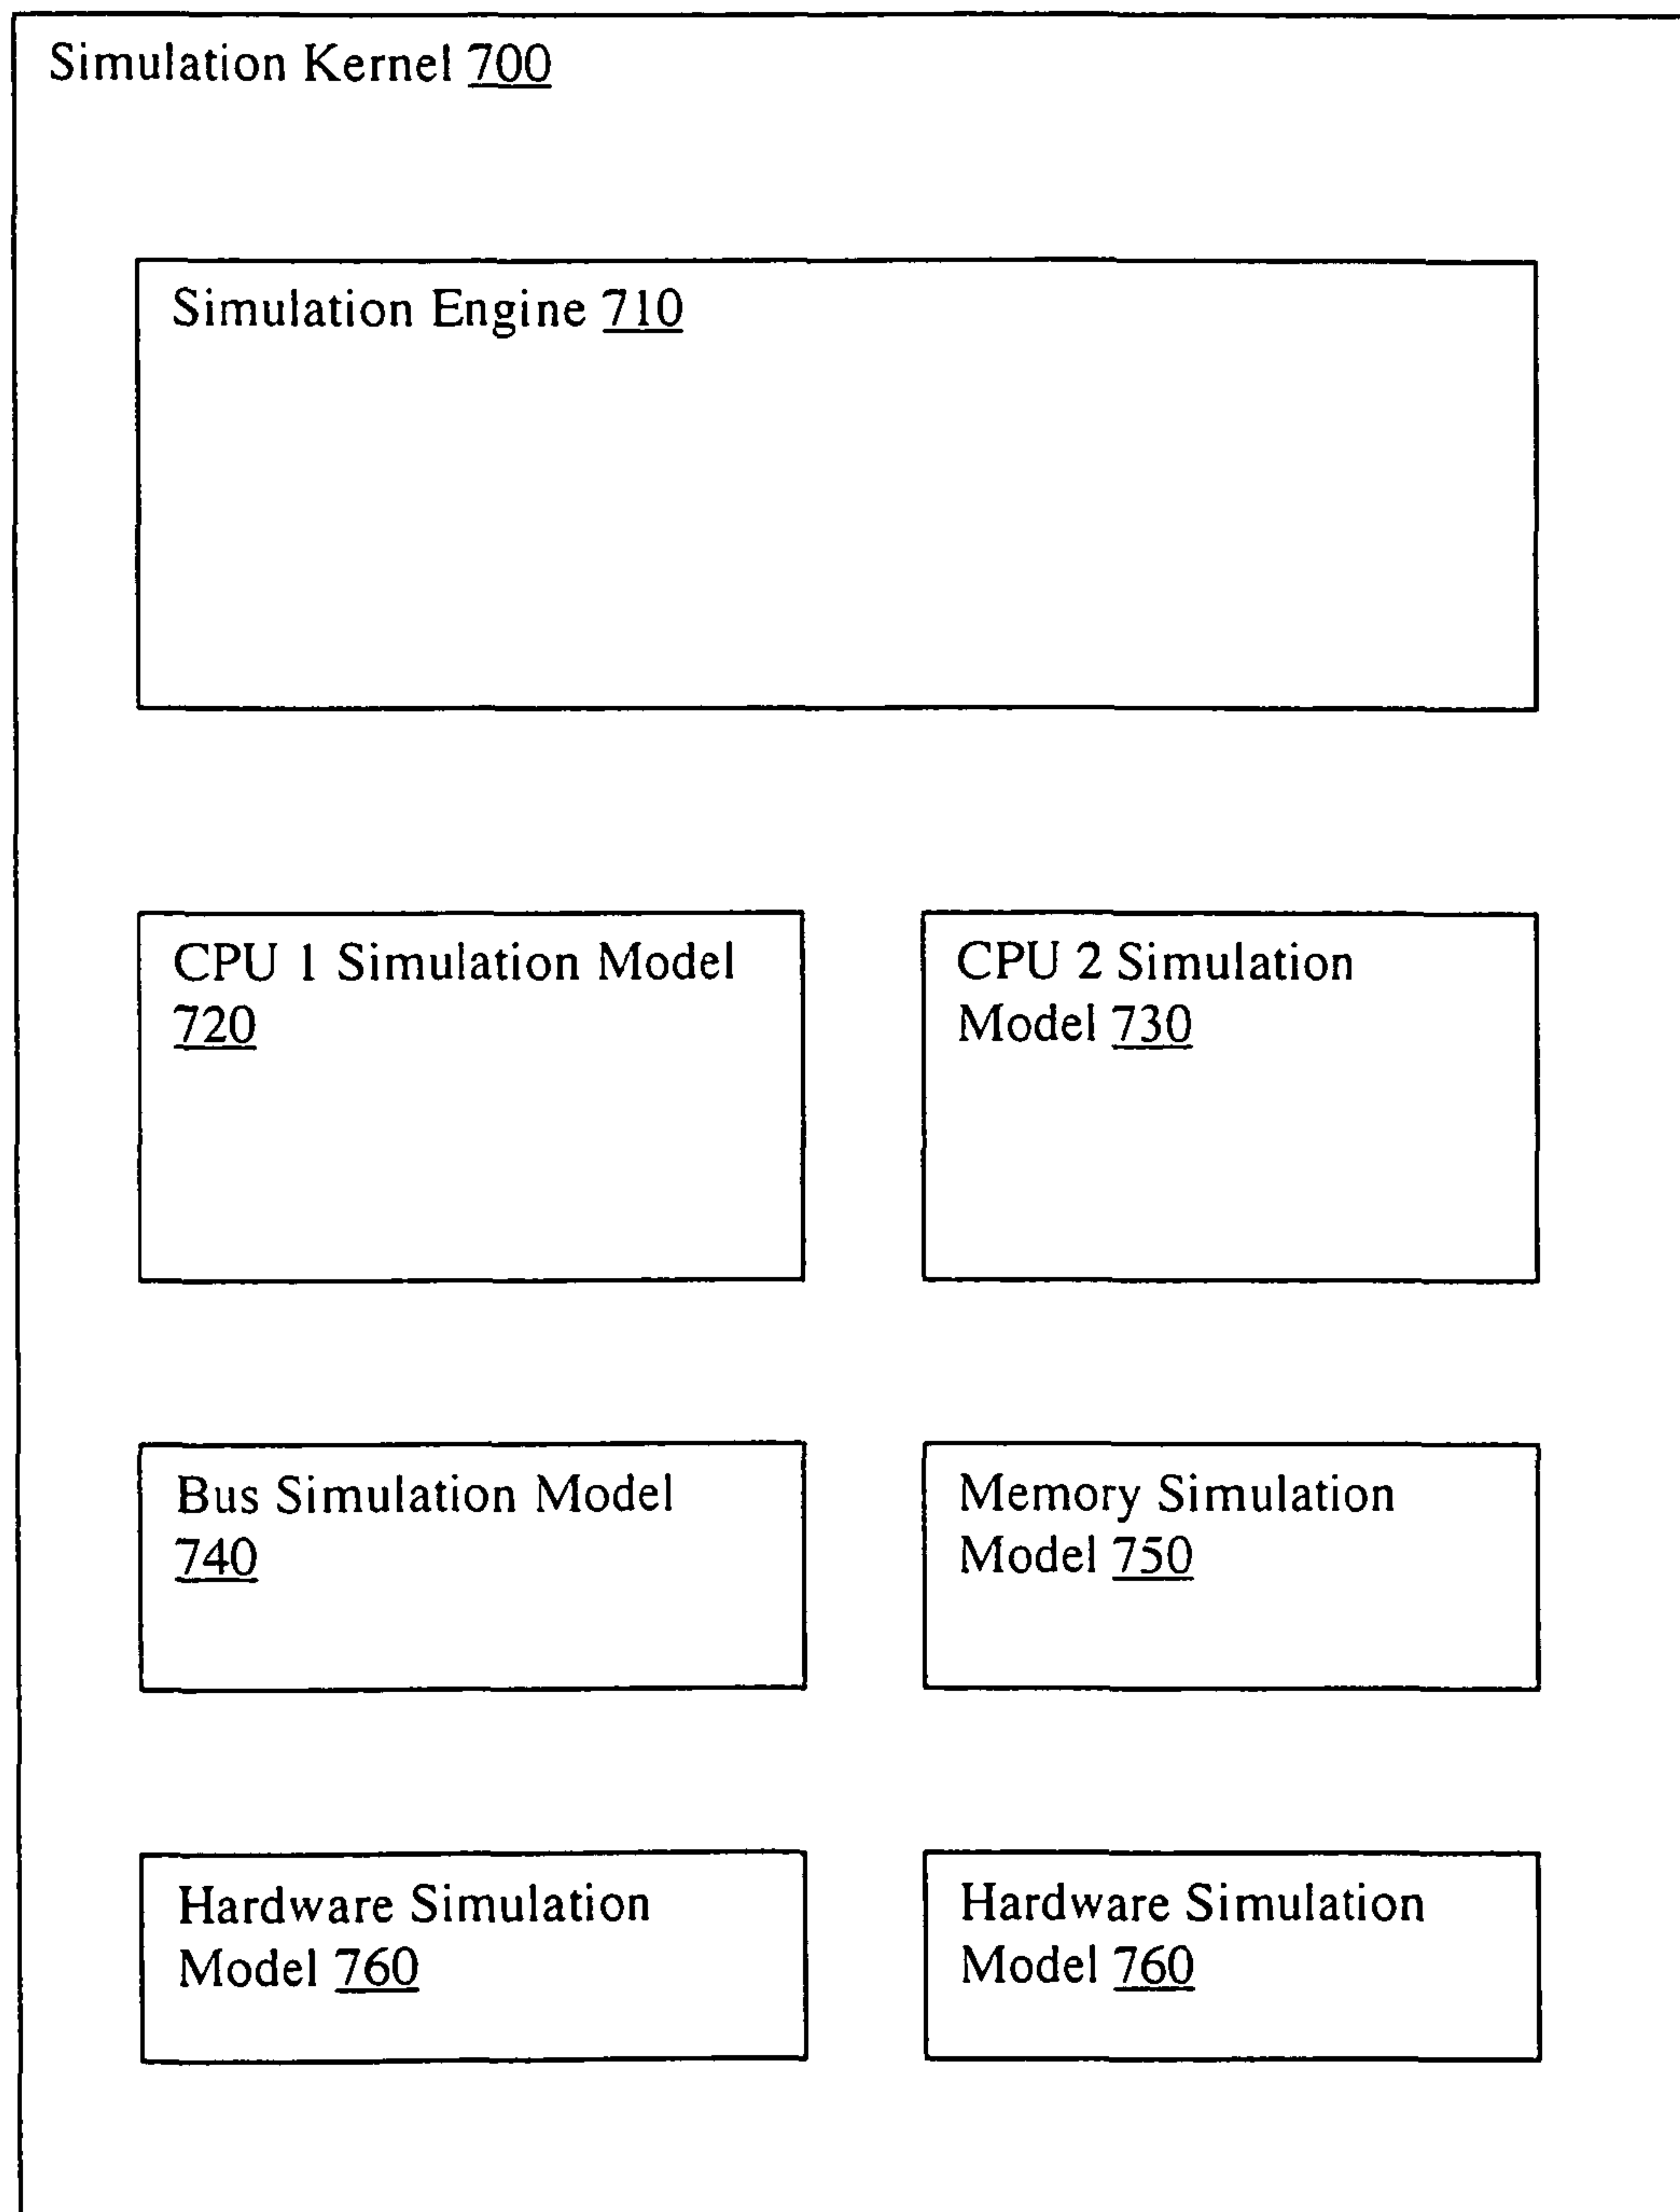 Simulation Kernel 700
Simulation Engine 710
CPU 1 Simulation Model
720
CPU 2 Simulation
Model 730
Bus Simulation Model
740
Memory Simulation
Model 750
Hardware Simulation
Model 760
Hardware Simulation
Model 760